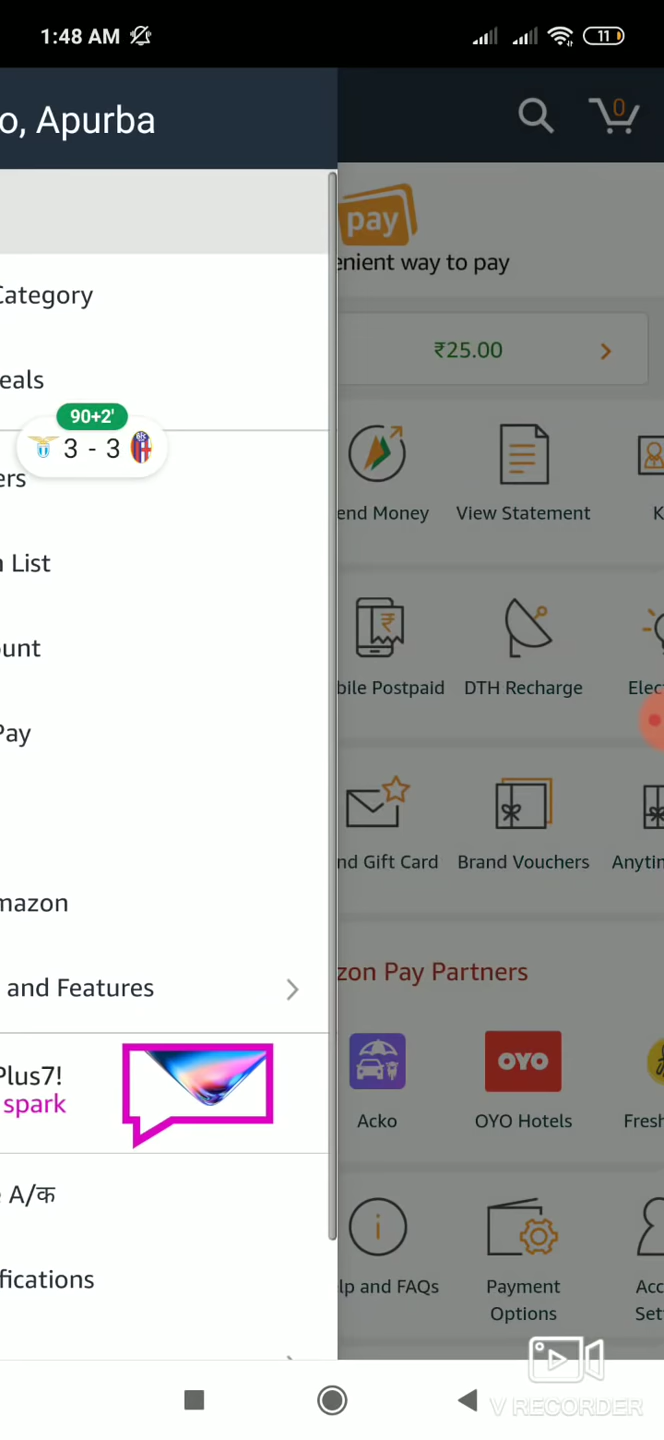 1:48 AM
11
o, Apurba
0
pay
enient way to pay
Category
₹25.00
eals
90+2'
3 - 3
ers
end Money
View Statement
K
n List
unt
bile Postpaid
DTH Recharge
Elec
Pay
nd Gift Card
Brand Vouchers
Anytin
mazon
zon Pay Partners
and Features
Plus7!
spark
OYO
Acko
OYO Hotels
Fresh
A/क
fications
lp and FAQs
Payment
Options
Acc
Set
V RECORDER